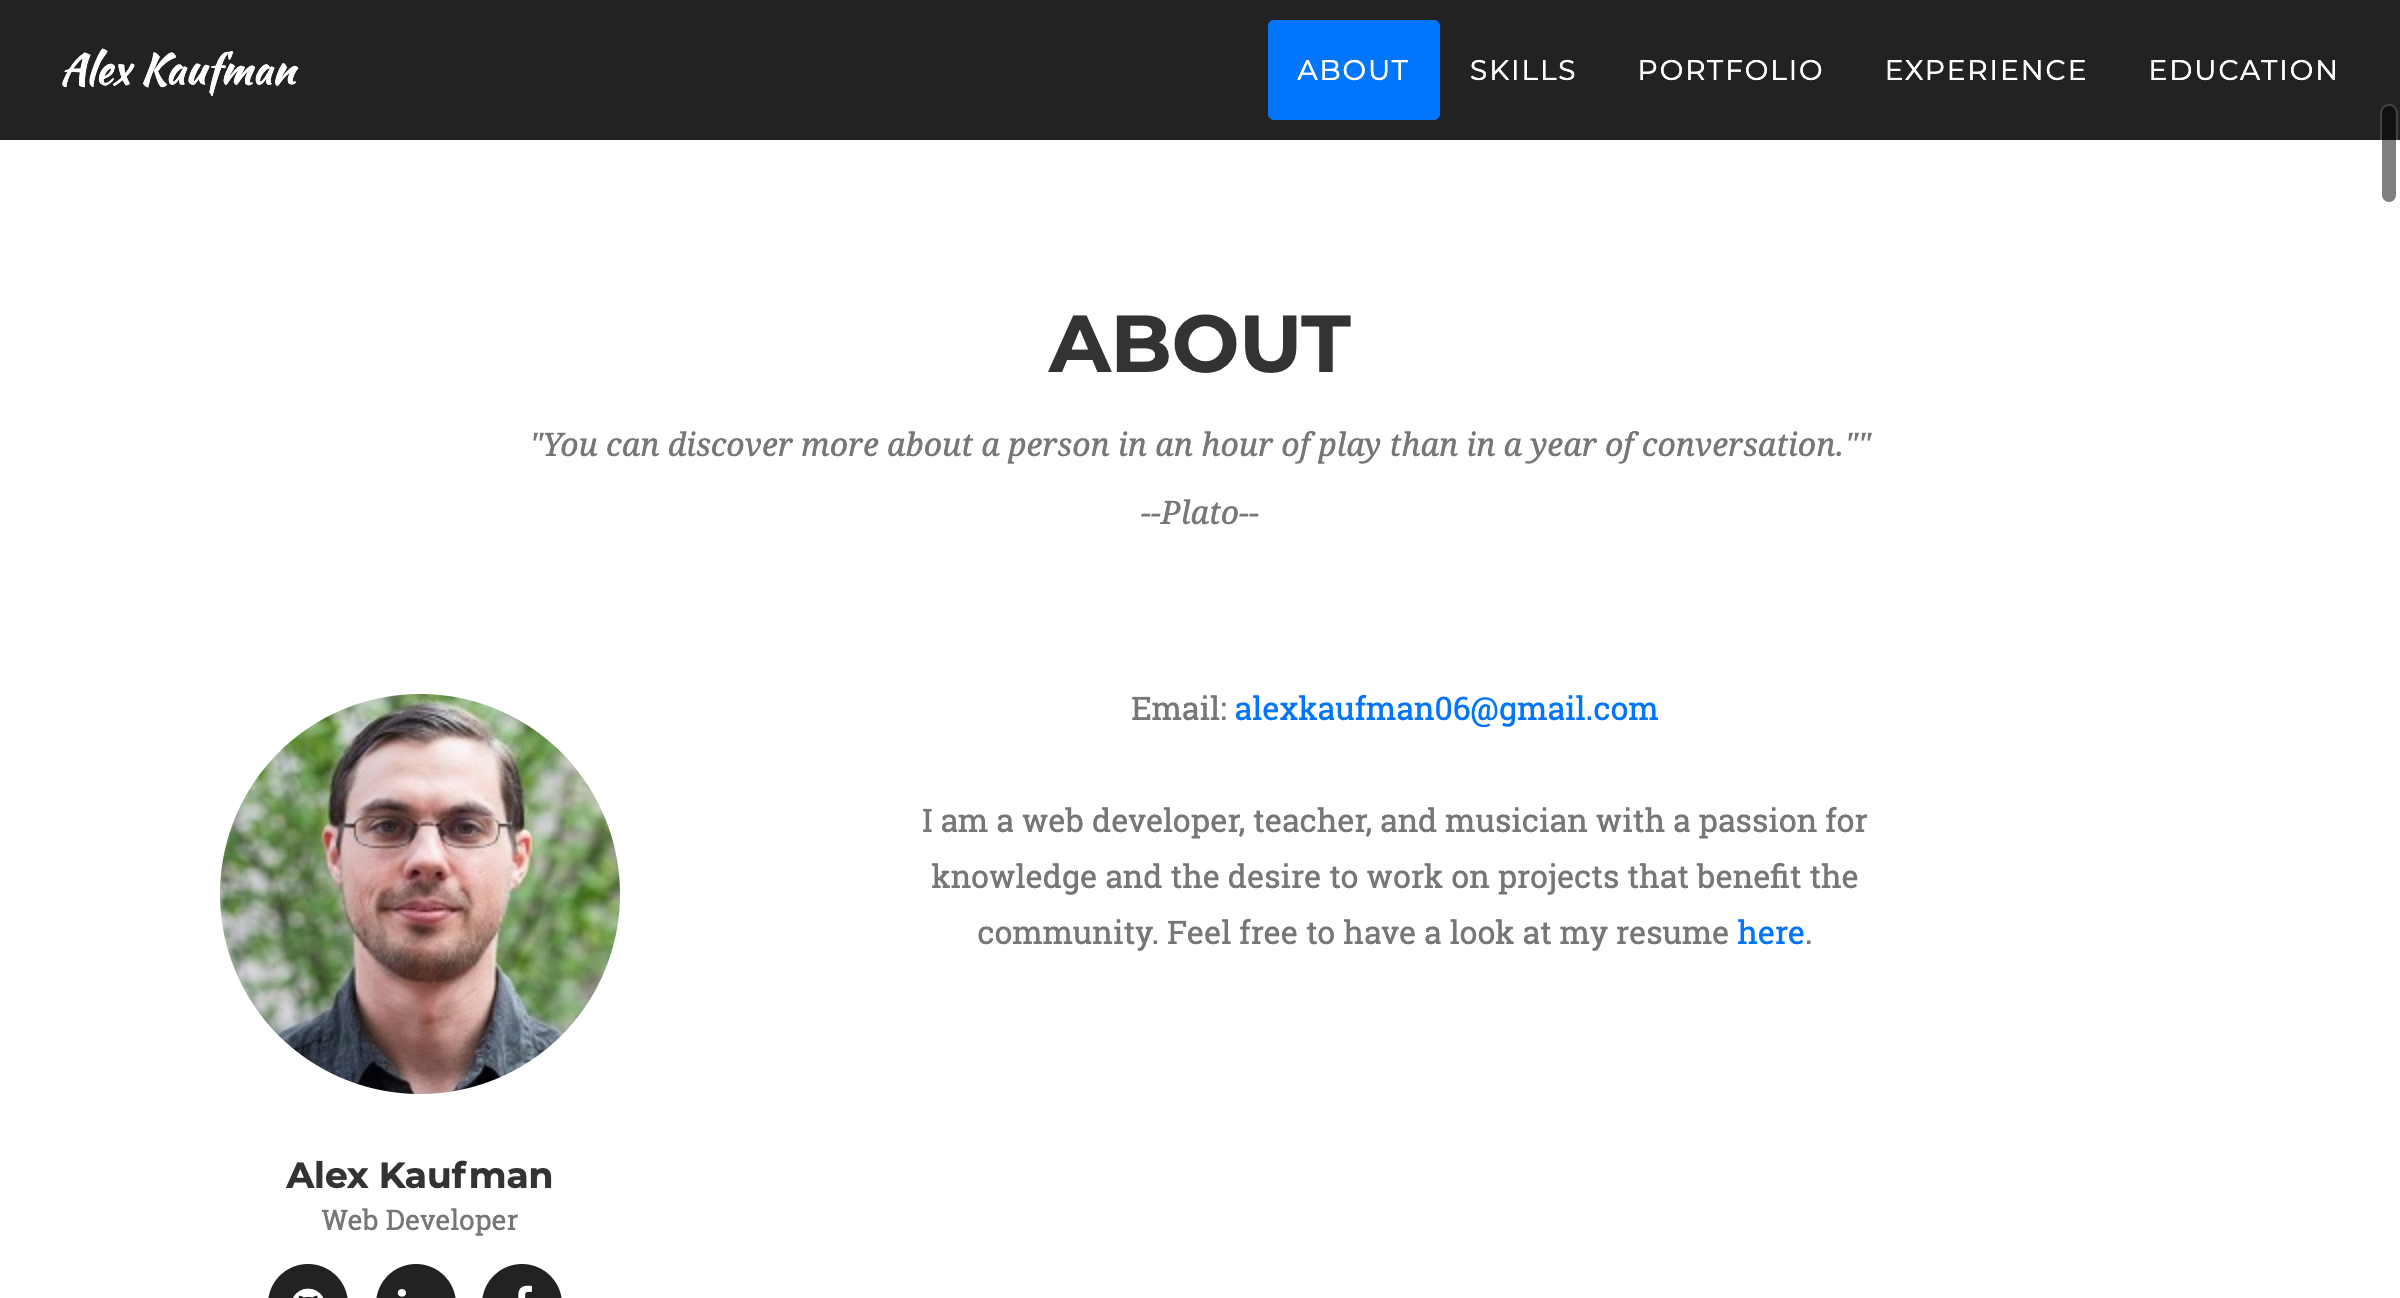 Alex Kaufman
ABOUT SKILLS PORTFOLIO EXPERIENCE EDUCATION
ABOUT
"You can discover more about a person in an hour of play than in a year of conversation.""
--Plato--
Email: alexkaufman06@gmail.com
I am a web developer, teacher, and musician with a passion for
knowledge and the desire to work on projects that benefit the
community. Feel free to have a look at my resume here.
Alex Kaufman
Web Developer